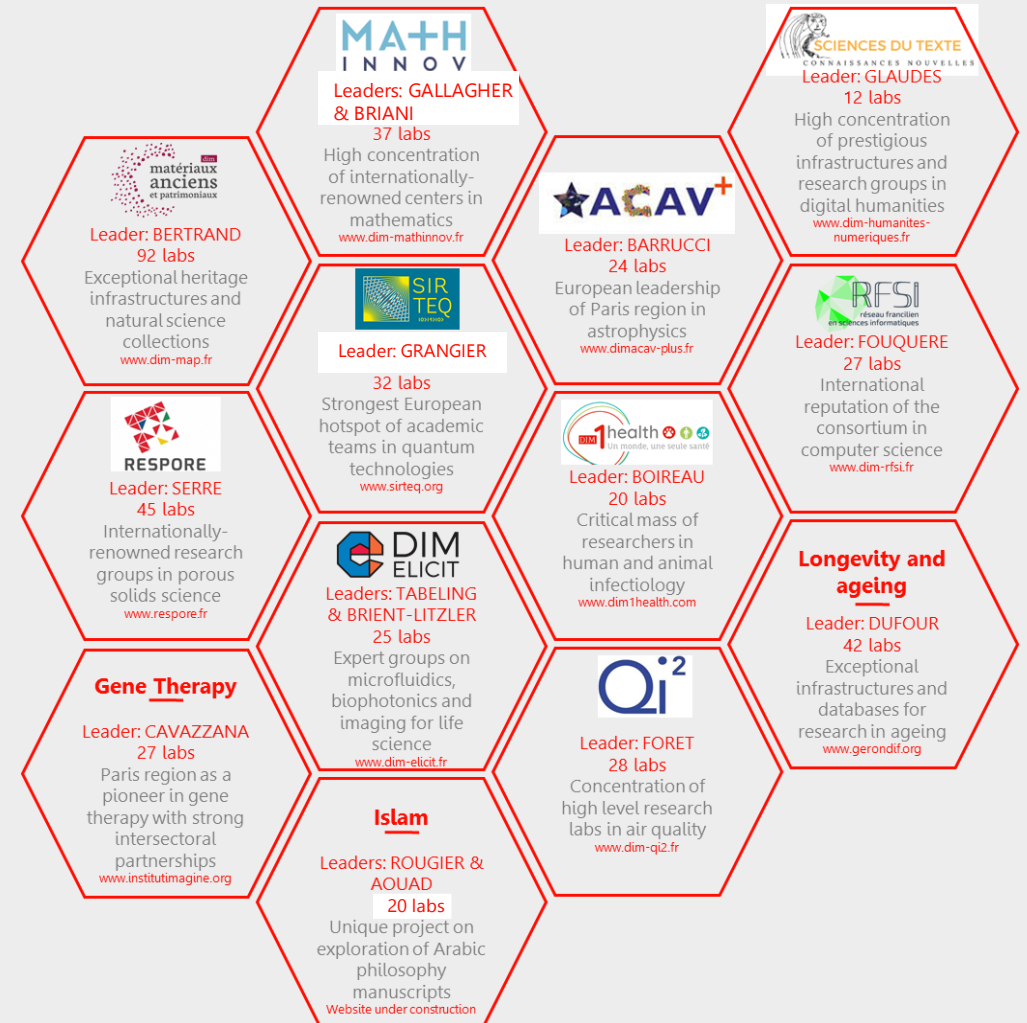 MATH
INNOV
Leaders: GALLAGHER
& BRIANI
37 labs
High concentration
of internationally-
renowned centers in
mathematics
www.dim-mathinnov.fr
SCIENCES DU TEXTE
CONNAISSANCES NOUVELLES
Leader: GLAUDES
12 labs
High concentration
of prestigious
infrastructures and
research groups in
digital humanities
www.dim-humanites-
numeriques.fr
dim
matériaux
anciens
et patrimoniaux
Leader: BERTRAND
92 labs
Exceptional heritage
infrastructures and
natural science
collections
www.dim-map.fr
ACAV+
Leader: BARRUCCI
24 labs
European leadership
of Paris region in
astrophysics
www.dimacav-plus.fr
SIR
TEQ
Leader: GRANGIER
32 labs
Strongest European
hotspot of academic
teams in quantum
technologies
www.sirteq.org
RFSI
réseau francilien
en sciences informatiques
Leader: FOUQUERE
27 labs
International
reputation of the
consortium in
computer science
www.dim-rfsi.fr
RESPORE
Leader: SERRE
45 labs
Internationally-
renowned research
groups in porous
solids science
www.respore.fr
DIM 1health
Un monde, une seule santé
Leader: BOIREAU
20 labs
Critical mass of
researchers in
human and animal
infectiology
www.dim1health.com
DIM
ELICIT
Leaders: TABELING
& BRIENT-LITZLER
25 labs
Expert groups on
microfluidics,
biophotonics and
imaging for life
science
www.dim-elicit.fr
Longevity and
ageing
Leader: DUFOUR
42 labs
Exceptional
infrastructures and
databases for
research in ageing
www.gerondif.org
Gene Therapy
Leader: CAVAZZANA
27 labs
Paris region as a
pioneer in gene
therapy with strong
intersectoral
partnerships
www.institutimagine.org
Qi²
Leader: FORET
28 labs
Concentration of
high level research
labs in air quality
www.dim-qi2.fr
Islam
Leaders: ROUGIER &
AOUAD
20 labs
Unique project on
exploration of Arabic
philosophy
manuscripts
Website under construction